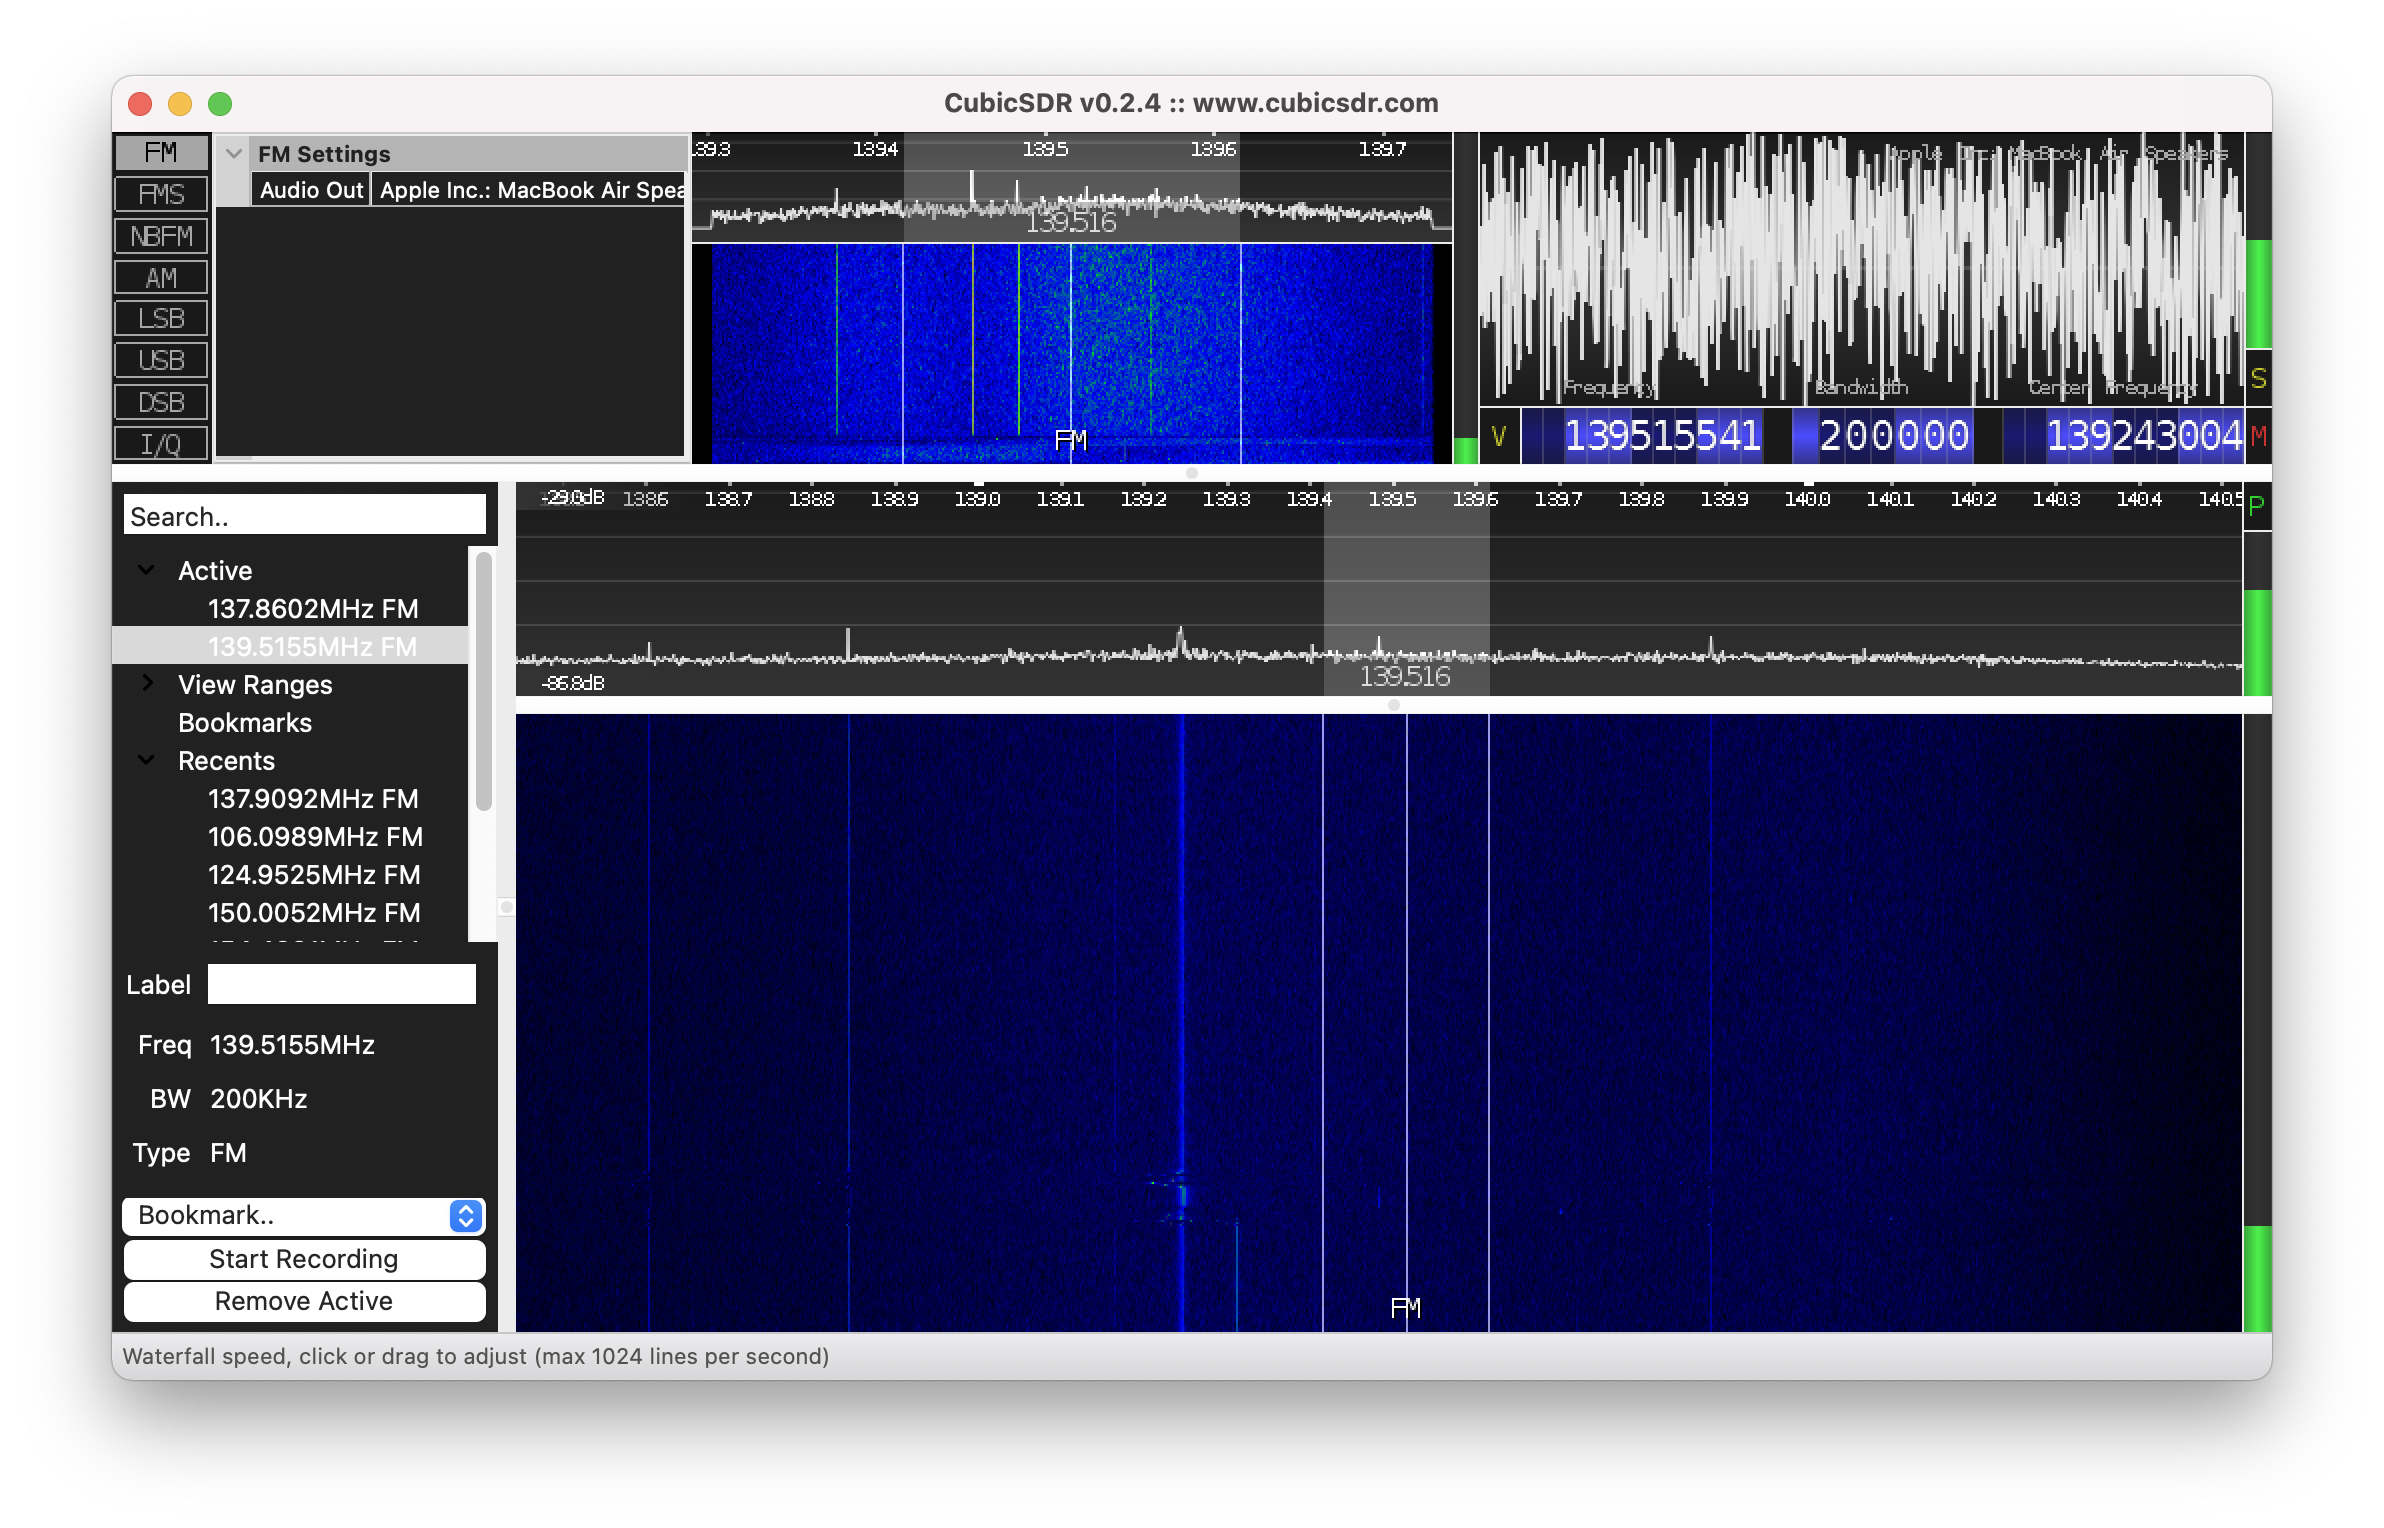 CubicSDR v0.2.4 :: www.cubicsdr.com
FM
FMS
NBFM
AM
LSB
USB
DSB
I/Q
FM Settings
Audio Out Apple Inc.: MacBook Air Spea
139.3 139.4 139.5 139.6 139.7
139.516
FM
Apple Inc.: MacBook Air Speakers
Frequency Bandwidth Center Frequency
V 139515541 200000 139243004
S
M
Search..
Active
137.8602MHz FM
139.5155MHz FM
View Ranges
Bookmarks
Recents
137.9092MHz FM
106.0989MHz FM
124.9525MHz FM
150.0052MHz FM
Label
Freq 139.5155MHz
BW 200KHz
Type FM
Bookmark..
Start Recording
Remove Active
-29.0dB 138.6 138.7 138.8 138.9 139.0 139.1 139.2 139.3 139.4 139.5 139.6 139.7 139.8 139.9 140.0 140.1 140.2 140.3 140.4 140.5
P
139.516
-86.8dB
FM
Waterfall speed, click or drag to adjust (max 1024 lines per second)